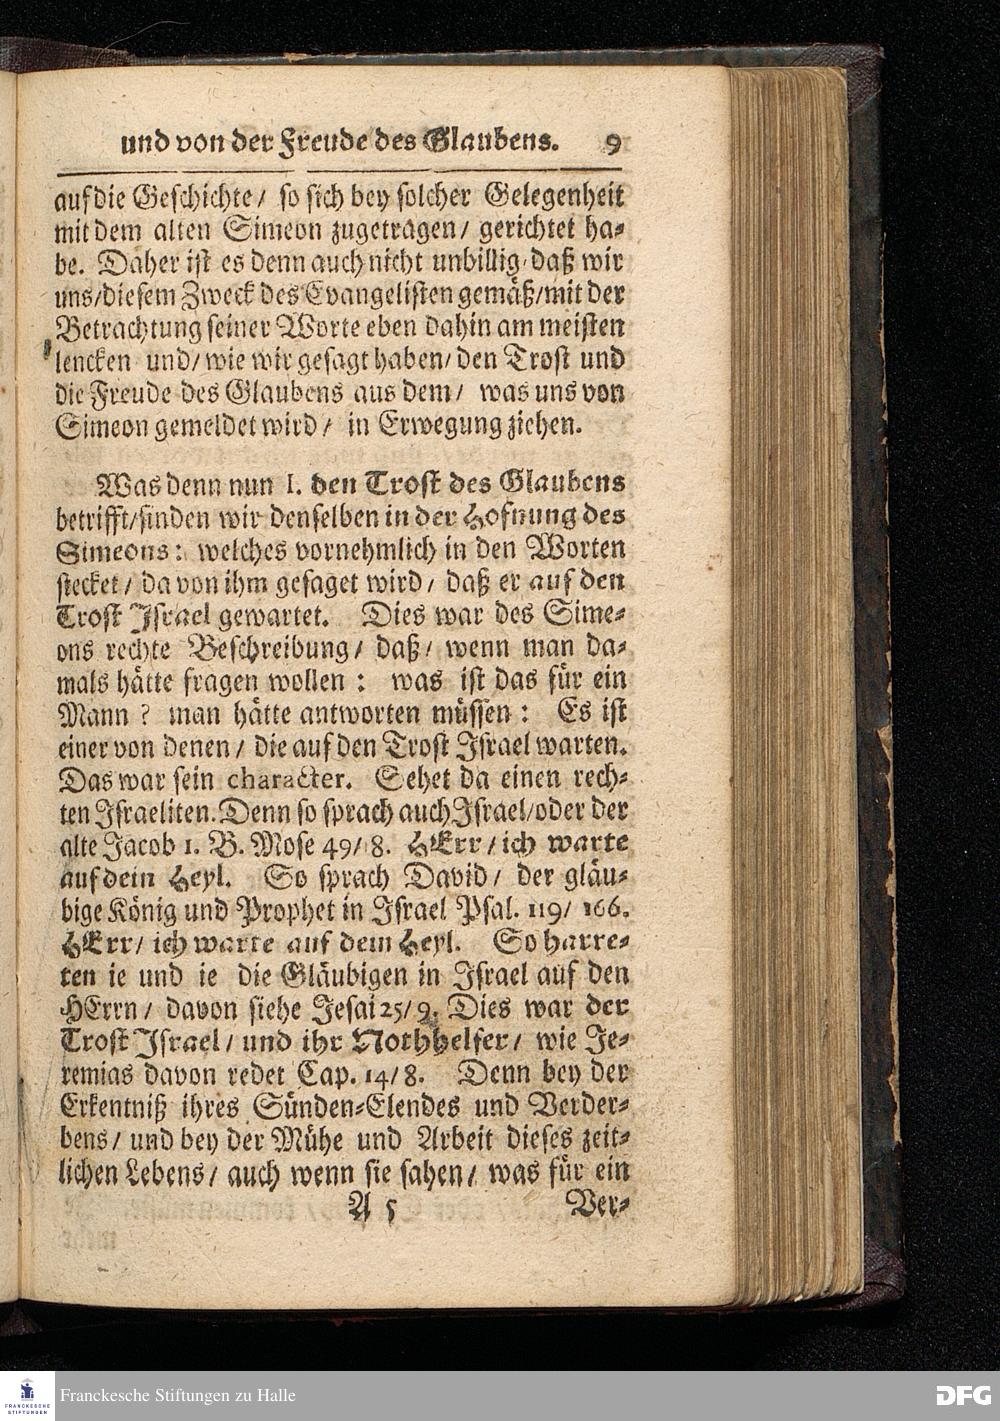 und von der Freude des Glaubens. 9
auf die Geschichte/ so sich bey solcher Gelegenheit
mit dem alten Simeon zugetragen/ gerichtet ha-
be. Daher ist es denn auch nicht unbillig/ daß wir
uns/diesem Zweck des Evangelisten gemäß/mit der
Betrachtung seiner Worte eben dahin am meisten
lencken und/ wie wir gesagt haben/ den Trost und
die Freude des Glaubens aus dem/ was uns von
Simeon gemeldet wird/ in Erwegung ziehen.
Was denn nun I. den Trost des Glaubens
betrifft/finden wir denselben in der Hofnung des
Simeons: welches vornehmlich in den Worten
stecket/ da von ihm gesaget wird/ daß er auf den
Trost Israel gewartet. Dies war des Sime-
ons rechte Beschreibung/ daß/ wenn man da-
mals hätte fragen wollen: was ist das für ein
Mann? man hätte antworten müssen: Es ist
einer von denen/ die auf den Trost Israel warten.
Das war sein character. Sehet da einen rech-
ten Israeliten. Denn so sprach auch Israel/oder der
alte Jacob 1. B. Mose 49/ 8. HErr/ ich warte
auf dein Heyl. So sprach David/ der gläu-
bige König und Prophet in Israel Psal. 119/ 166.
HErr/ ich warte auf dein Heyl. So harre-
ten ie und ie die Gläubigen in Israel auf den
HErrn/ davon siehe Jesai 25/ 9. Dies war der
Trost Israel/ und ihr Nothhelfer/ wie Je-
remias davon redet Cap. 14/ 8. Denn bey der
Erkentniß ihres Sünden-Elendes und Verder-
bens/ und bey der Mühe und Arbeit dieses zeit-
lichen Lebens/ auch wenn sie sahen/ was für ein
A 5 Ver-
FRANCKESCHE STIFTUNGEN
Franckesche Stiftungen zu Halle
DFG